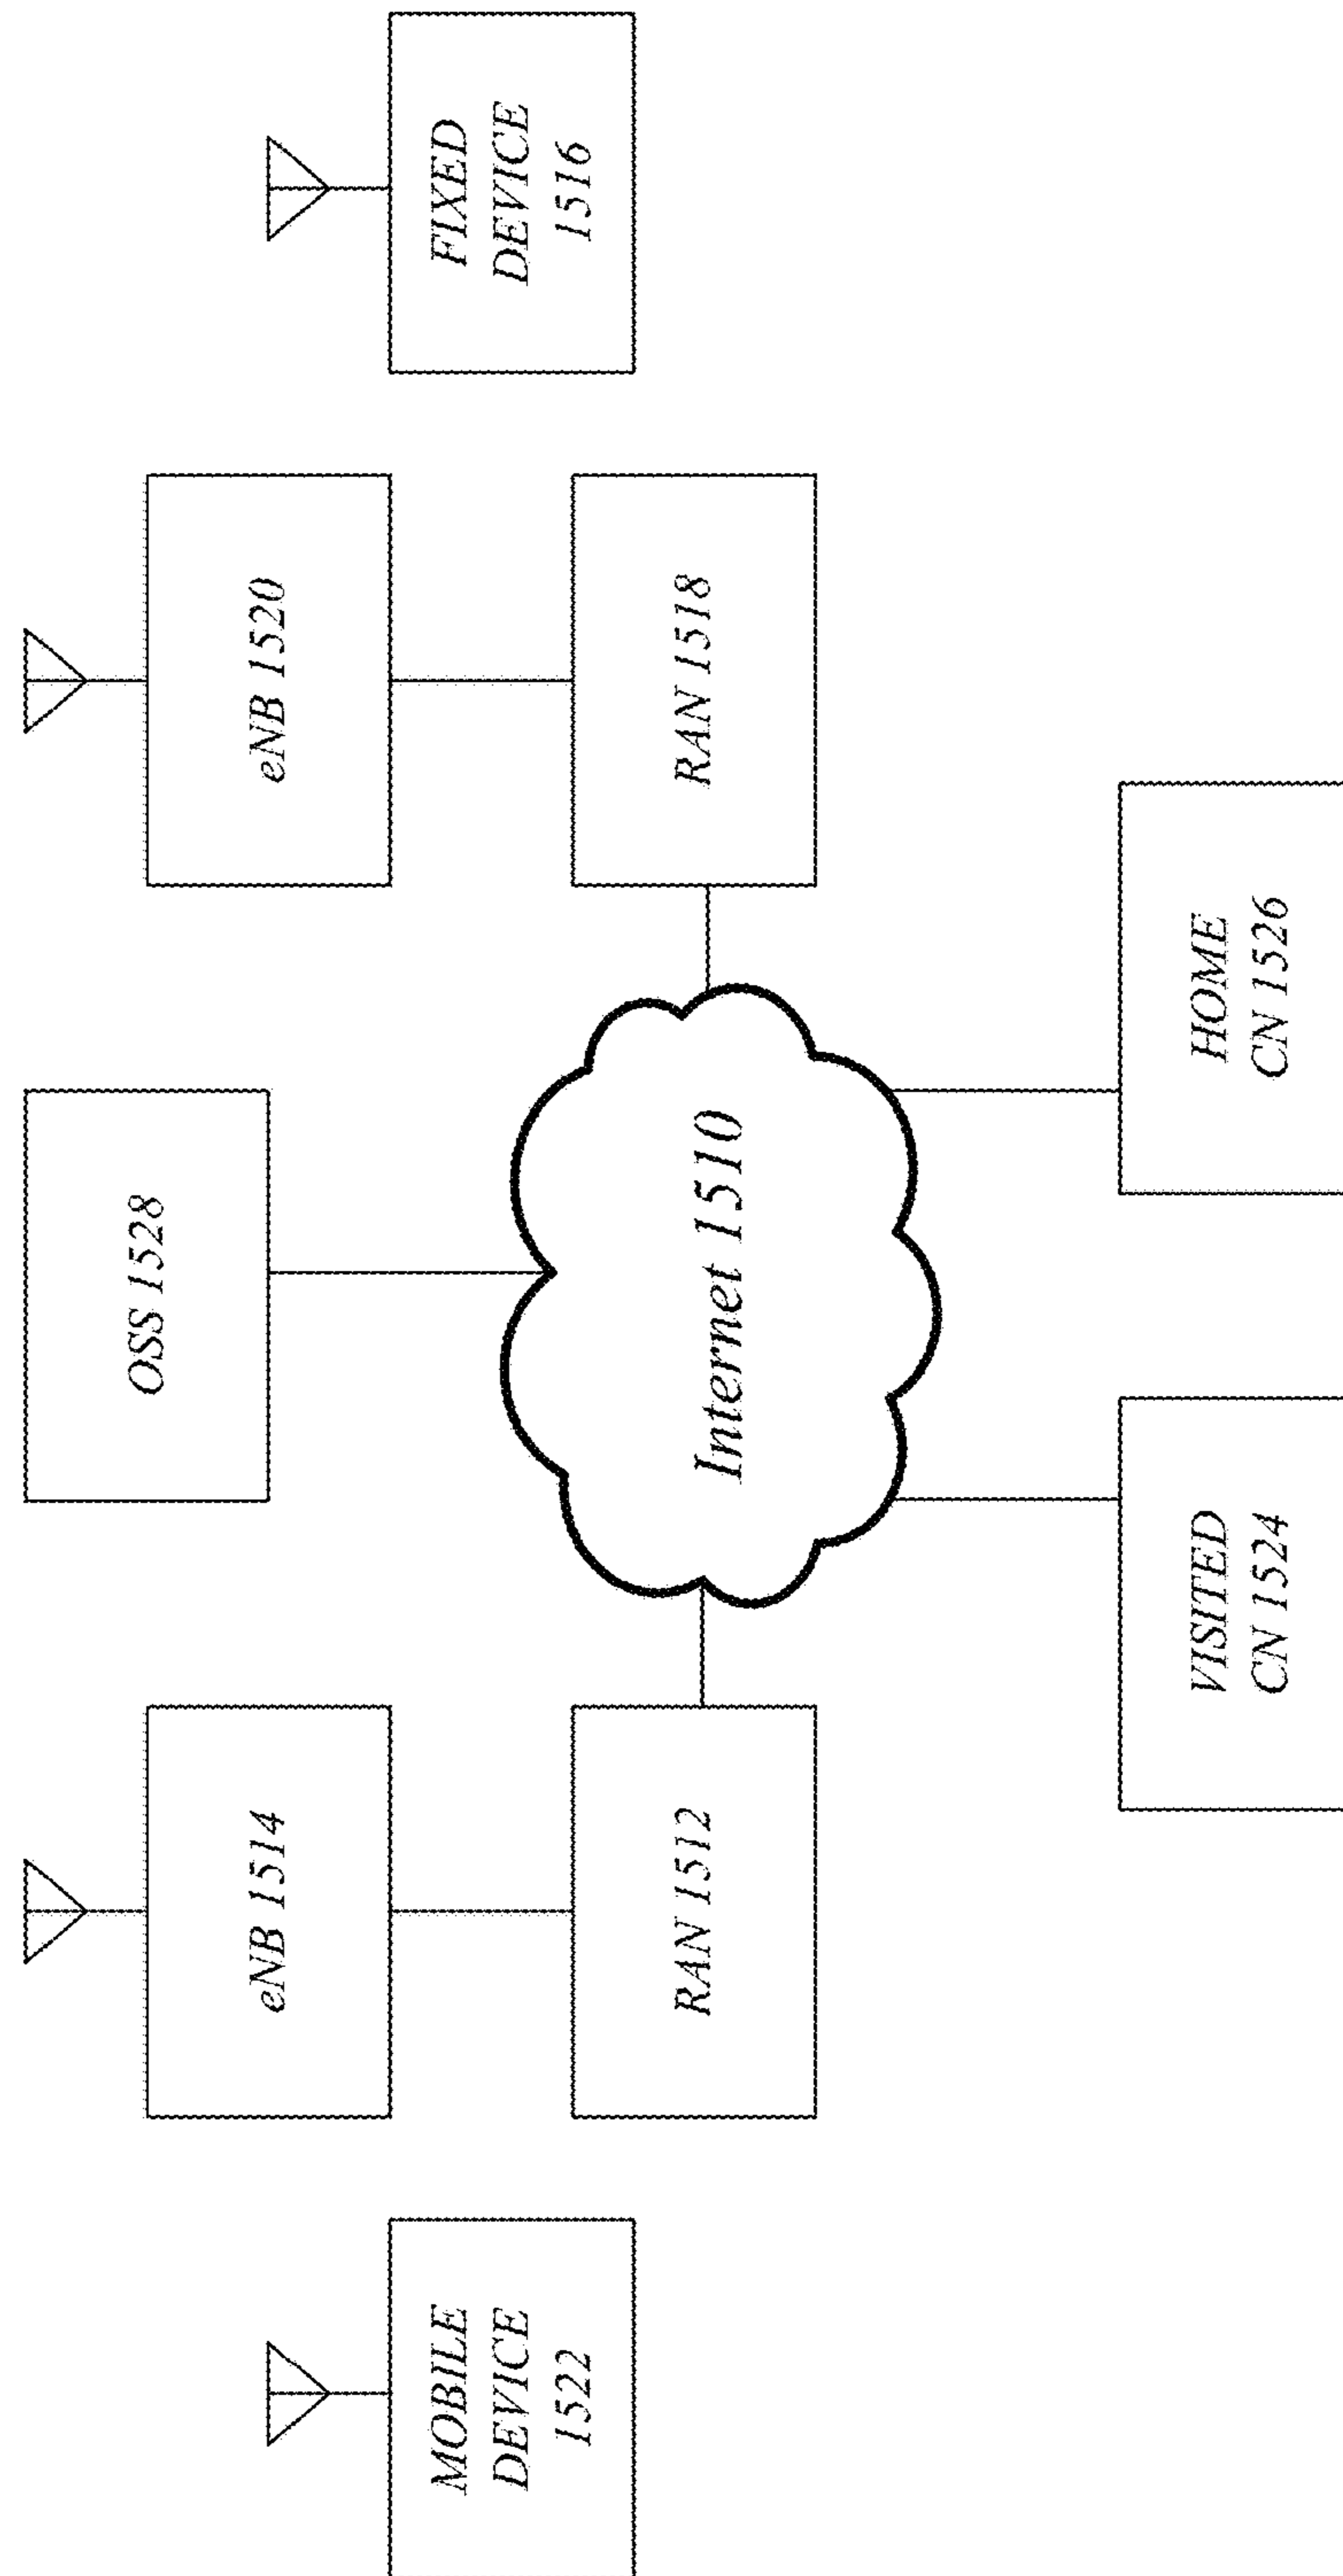 OSS 1528
eNB 1514
eNB 1520
MOBILE
DEVICE
1522
FIXED
DEVICE
1516
RAN 1512
Internet 1510
RAN 1518
VISITED
CN 1524
HOME
CN 1526